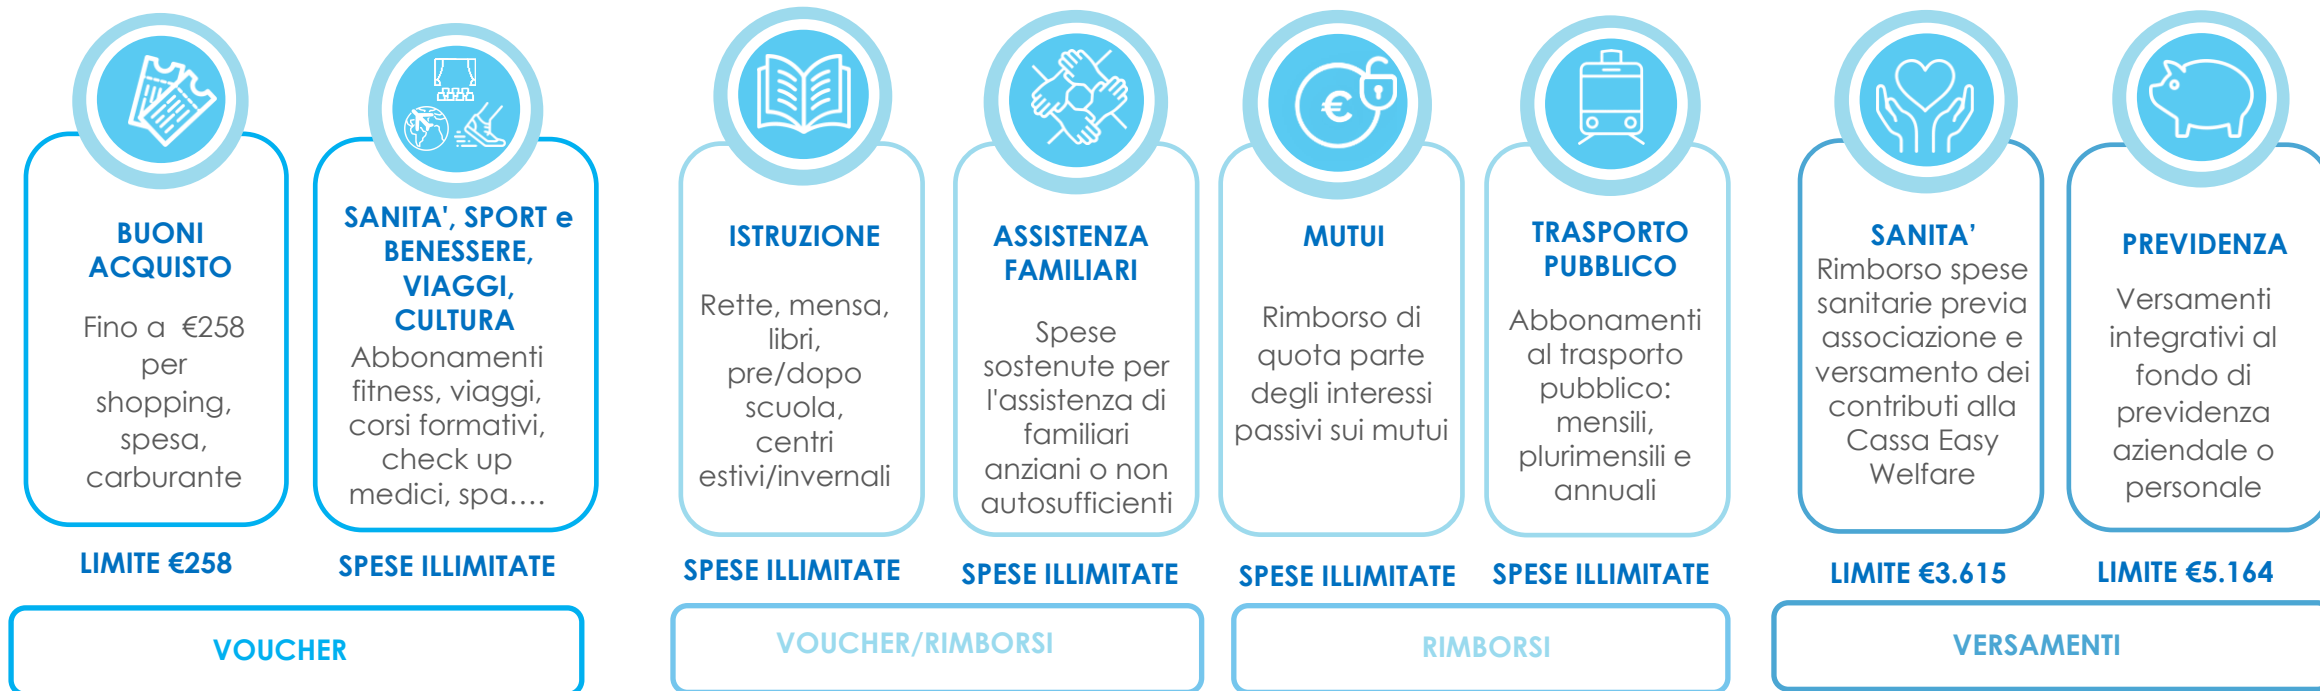 BUONI
ACQUISTO
Fino a €258
per
shopping,
spesa,
carburante
LIMITE €258
SANITA', SPORT e
BENESSERE,
VIAGGI,
CULTURA
Abbonamenti
fitness, viaggi,
corsi formativi,
check up
medici, spa....
SPESE ILLIMITATE
VOUCHER
ISTRUZIONE
Rette, mensa,
libri,
pre/dopo
scuola,
centri
estivi/invernali
SPESE ILLIMITATE
ASSISTENZA
FAMILIARI
Spese
sostenute per
l'assistenza di
familiari
anziani o non
autosufficienti
SPESE ILLIMITATE
VOUCHER/RIMBORSI
MUTUI
€
Rimborso di
quota parte
degli interessi
passivi sui mutui
SPESE ILLIMITATE
TRASPORTO
PUBBLICO
Abbonamenti
al trasporto
pubblico:
mensili,
plurimensili e
annuali
SPESE ILLIMITATE
RIMBORSI
SANITA’
Rimborso spese
sanitarie previa
associazione e
versamento dei
contributi alla
Cassa Easy
Welfare
LIMITE €3.615
PREVIDENZA
Versamenti
integrativi al
fondo di
previdenza
aziendale o
personale
LIMITE €5.164
VERSAMENTI